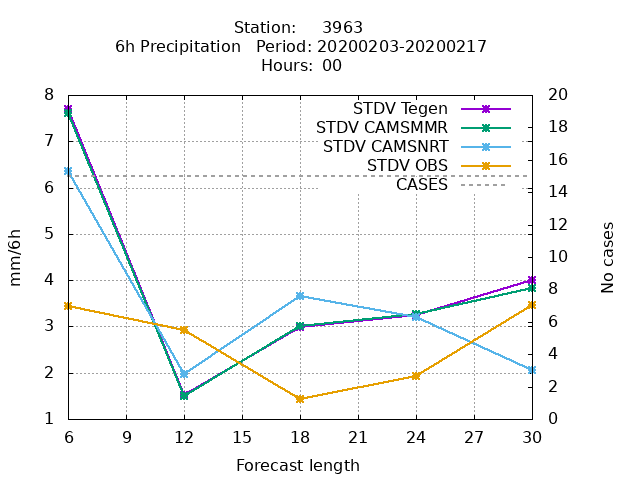 Station: 3963
6h Precipitation Period: 20200203-20200217
Hours: 00
8
7
6
5
4
3
2
1
20
18
16
14
12
10
8
6
4
2
0
STDV Tegen
STDV CAMSMMR
STDV CAMSNRT
STDV OBS
CASES
mm/6h
No cases
6 9 12 15 18 21 24 27 30
Forecast length